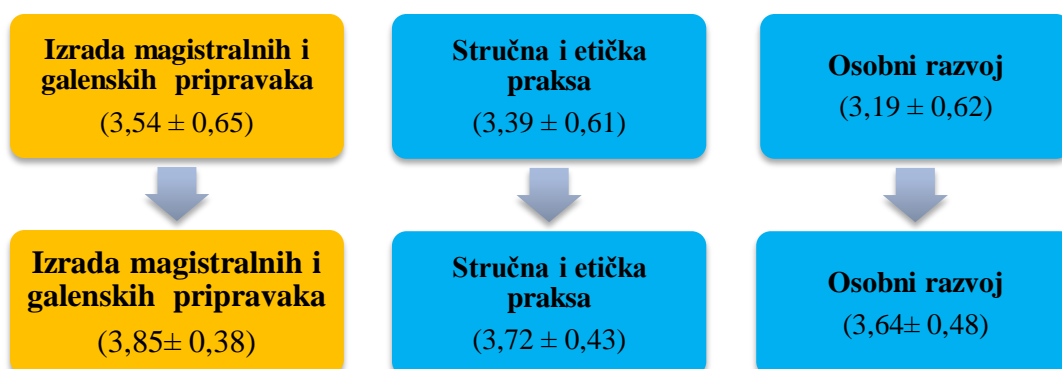 Izrada magistralnih i
galenskih pripravaka
(3,54 ± 0,65)
Stručna i etička
praksa
(3,39 ± 0,61)
Osobni razvoj
(3,19 ± 0,62)
Izrada magistralnih i
galenskih pripravaka
(3,85± 0,38)
Stručna i etička
praksa
(3,72 ± 0,43)
Osobni razvoj
(3,64± 0,48)